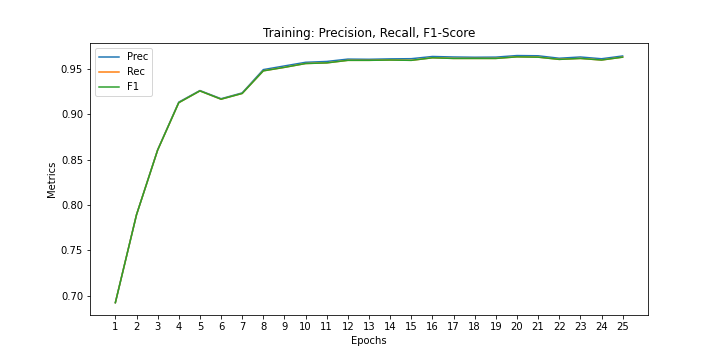 Training: Precision, Recall, F1-Score
Prec
Rec
F1
Metrics
0.95
0.90
0.85
0.80
0.75
0.70
1 2 3 4 5 6 7 8 9 10 11 12 13 14 15 16 17 18 19 20 21 22 23 24 25
Epochs